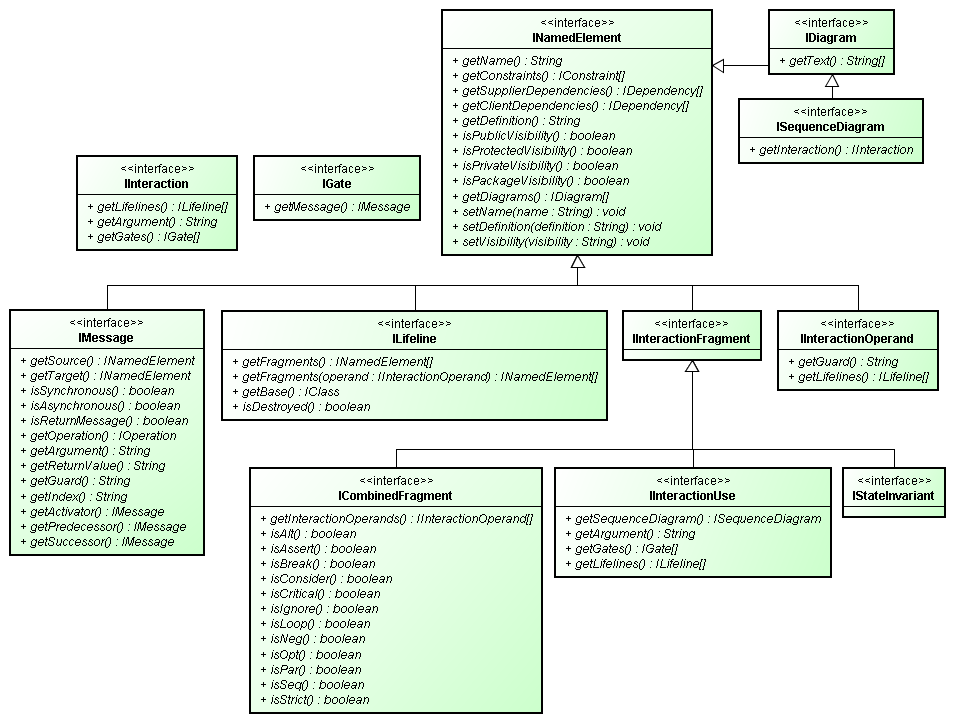 <<interface>>
INamedElement
+ getName() : String
+ getConstraints() : IConstraint[]
+ getSupplierDependencies() : IDependency[]
+ getClientDependencies() : IDependency[]
+ getDefinition() : String
+ isPublicVisibility() : boolean
+ isProtectedVisibility() : boolean
+ isPrivateVisibility() : boolean
+ isPackageVisibility() : boolean
+ getDiagrams() : IDiagram[]
+ setName(name : String) : void
+ setDefinition(definition : String) : void
+ setVisibility(visibility : String) : void
<<interface>>
IDiagram
+ getText() : String[]
<<interface>>
ISequenceDiagram
+ getInteraction() : IInteraction
<<interface>>
IInteraction
+ getLifelines() : ILifeline[]
+ getArgument() : String
+ getGates() : IGate[]
<<interface>>
IGate
+ getMessage() : IMessage
<<interface>>
IMessage
+ getSource() : INamedElement
+ getTarget() : INamedElement
+ isSynchronous() : boolean
+ isAsynchronous() : boolean
+ isReturnMessage() : boolean
+ getOperation() : IOperation
+ getArgument() : String
+ getReturnValue() : String
+ getGuard() : String
+ getIndex() : String
+ getActivator() : IMessage
+ getPredecessor() : IMessage
+ getSuccessor() : IMessage
<<interface>>
ILifeline
+ getFragments() : INamedElement[]
+ getFragments(operand : IInteractionOperand) : INamedElement[]
+ getBase() : IClass
+ isDestroyed() : boolean
<<interface>>
IInteractionFragment
<<interface>>
IInteractionOperand
+ getGuard() : String
+ getLifelines() : ILifeline[]
<<interface>>
ICombinedFragment
+ getInteractionOperands() : IInteractionOperand[]
+ isAlt() : boolean
+ isAssert() : boolean
+ isBreak() : boolean
+ isConsider() : boolean
+ isCritical() : boolean
+ isIgnore() : boolean
+ isLoop() : boolean
+ isNeg() : boolean
+ isOpt() : boolean
+ isPar() : boolean
+ isSeq() : boolean
+ isStrict() : boolean
<<interface>>
IInteractionUse
+ getSequenceDiagram() : ISequenceDiagram
+ getArgument() : String
+ getGates() : IGate[]
+ getLifelines() : ILifeline[]
<<interface>>
IStateInvariant